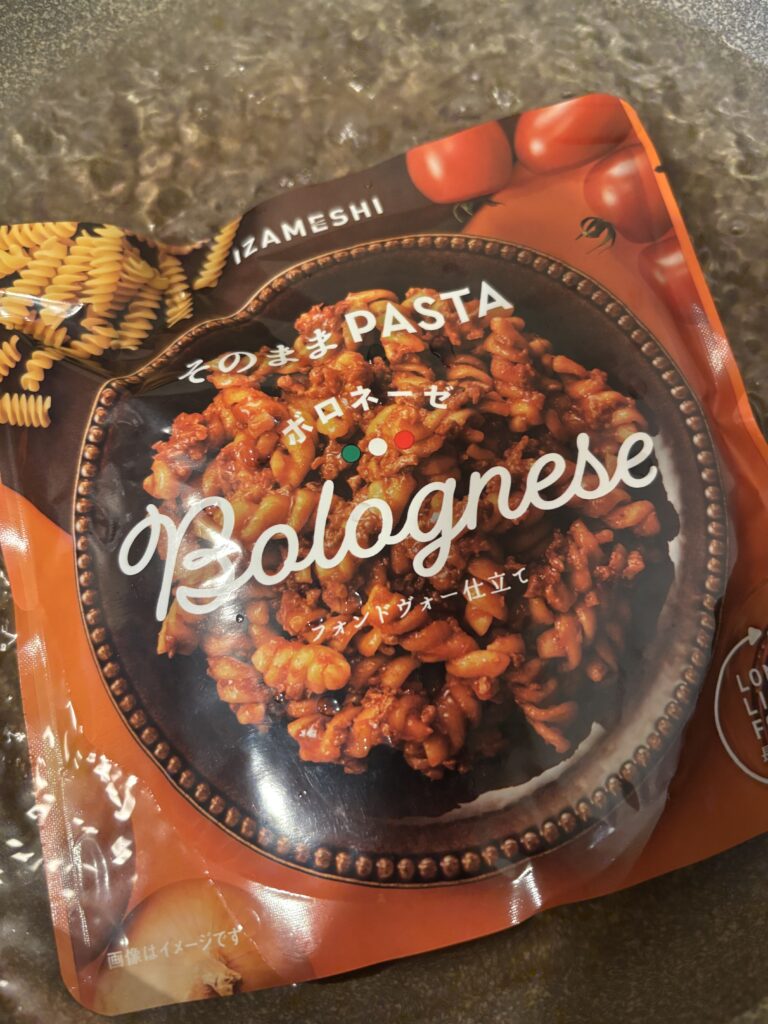 IZAMESHI
そのままPASTA
ボロネーゼ
Bolognese
フォンドヴォー仕立て
画像はイメージです